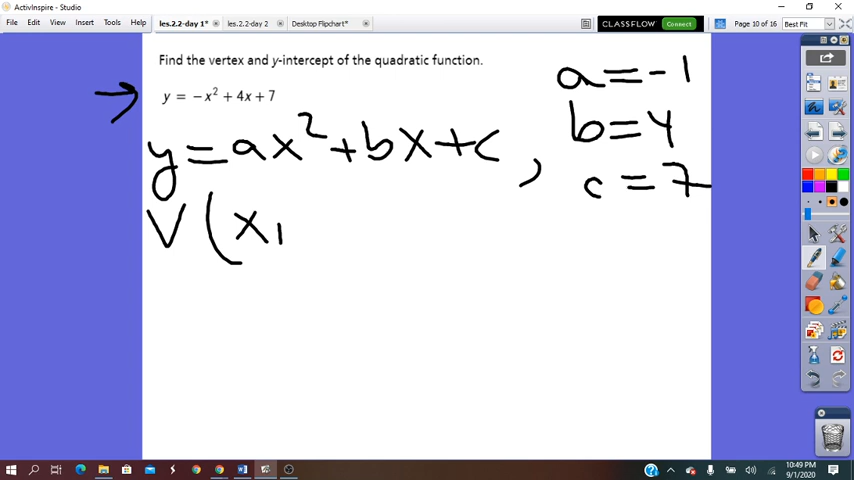 ActivInspire - Studio
les.2.2-day 1*
les.2.2-day 2
Desktop Flipchart*
File Edit View Insert Tools Help
CLASSFLOW Connect
Page 10 of 16
Best Fit
Find the vertex and y-intercept of the quadratic function.
y = −x² + 4x + 7
y = ax² + bx + c ,
a = -1
b = 4
c = 7
V (x,
10:49 PM
9/1/2020